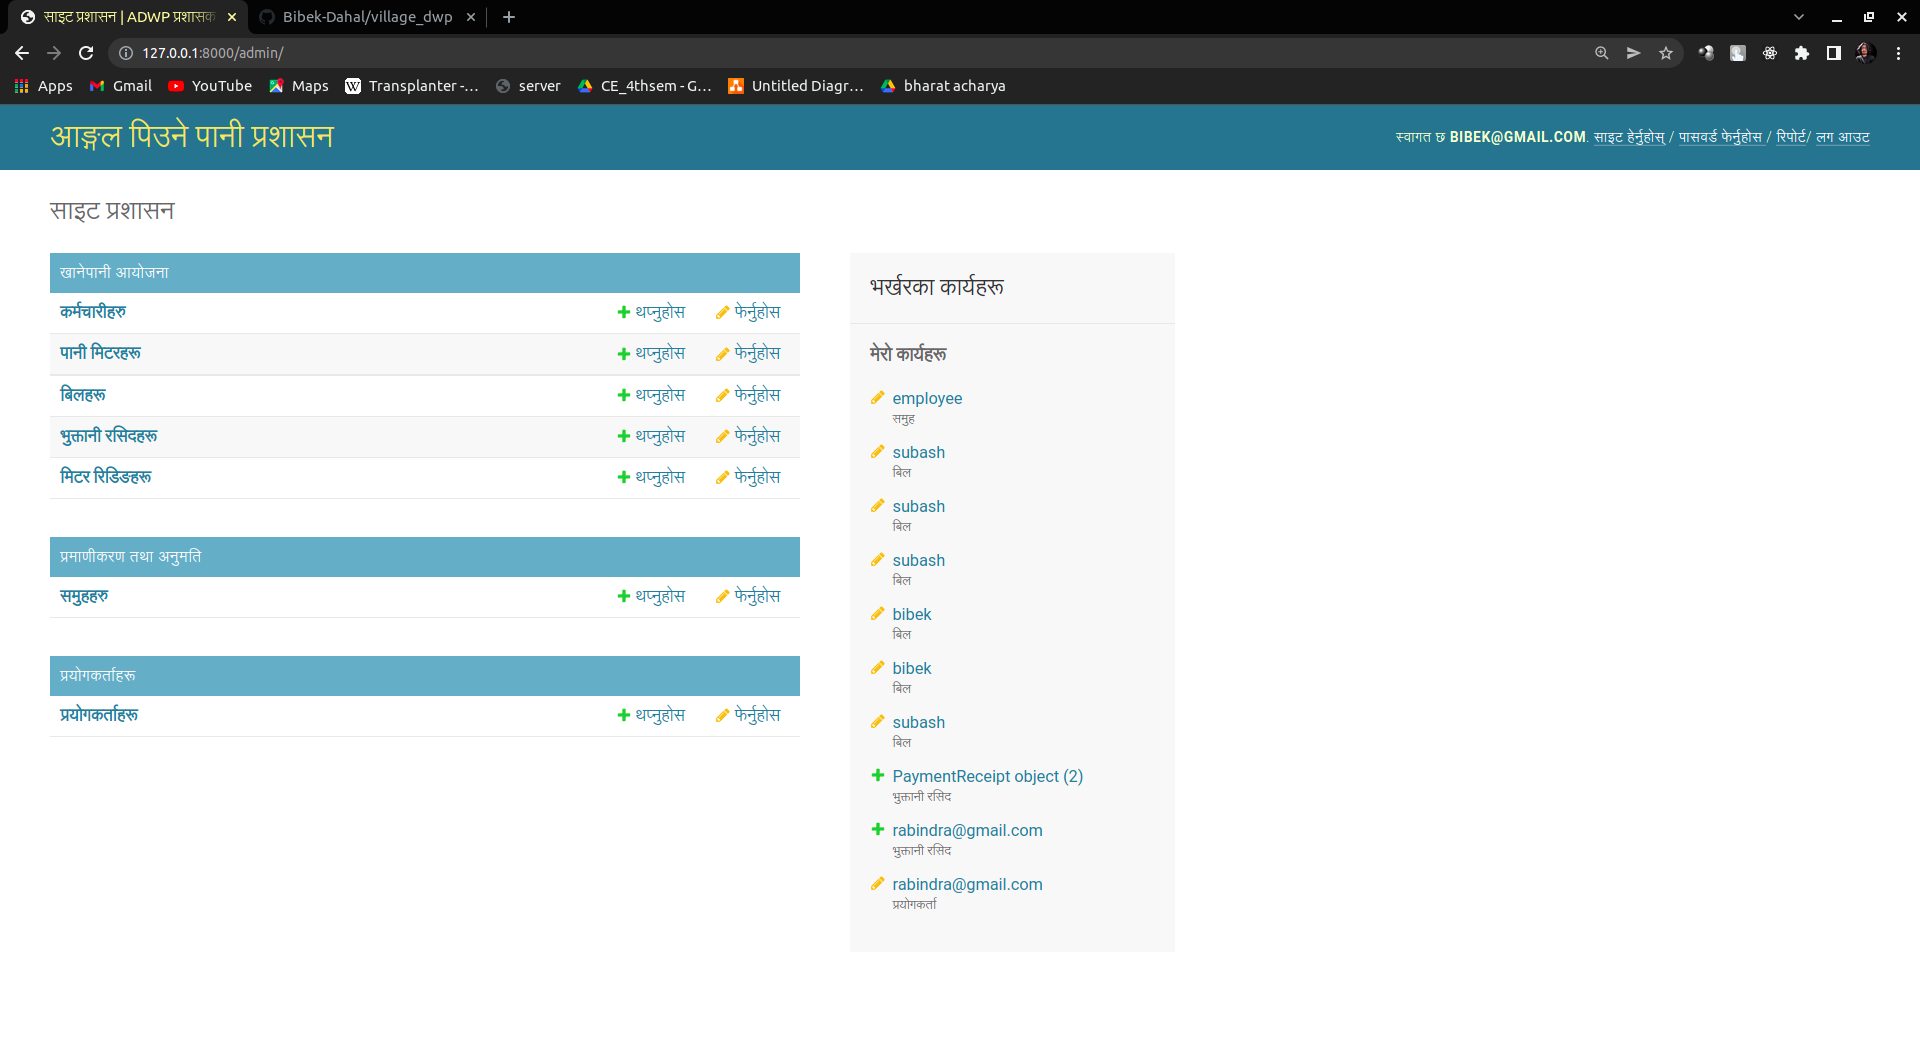 साइट प्रशासन | ADWP प्रशासक
Bibek-Dahal/village_dwp
127.0.0.1:8000/admin/
Apps Gmail YouTube Maps Transplanter -... server CE_4thsem - G... Untitled Diagr... bharat acharya
आङ्गल पिउने पानी प्रशासन
स्वागत छ BIBEK@GMAIL.COM. साइट हेर्नुहोस् / पासवर्ड फेर्नुहोस / रिपोर्ट/ लग आउट
साइट प्रशासन
खानेपानी आयोजना
कर्मचारीहरु थप्नुहोस फेर्नुहोस
पानी मिटरहरू थप्नुहोस फेर्नुहोस
बिलहरू थप्नुहोस फेर्नुहोस
भुक्तानी रसिदहरू थप्नुहोस फेर्नुहोस
मिटर रिडिङहरू थप्नुहोस फेर्नुहोस
प्रमाणीकरण तथा अनुमति
समुहहरु थप्नुहोस फेर्नुहोस
प्रयोगकर्ताहरू
प्रयोगकर्ताहरू थप्नुहोस फेर्नुहोस
भर्खरका कार्यहरू
मेरो कार्यहरू
employee
समुह
subash
बिल
subash
बिल
subash
बिल
bibek
बिल
bibek
बिल
subash
बिल
PaymentReceipt object (2)
भुक्तानी रसिद
rabindra@gmail.com
भुक्तानी रसिद
rabindra@gmail.com
प्रयोगकर्ता